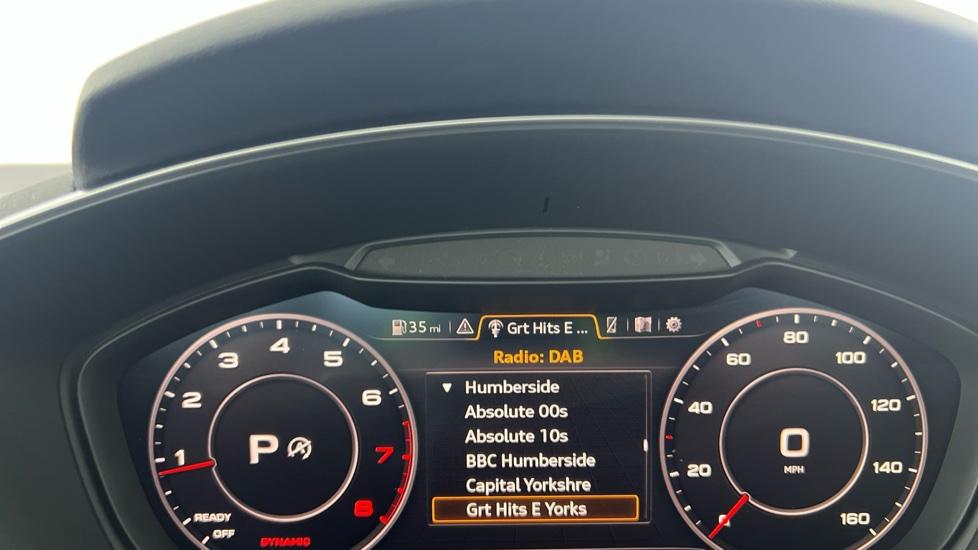 35 mi
Grt Hits E ...
Radio: DAB
Humberside
Absolute 00s
Absolute 10s
BBC Humberside
Capital Yorkshre
Grt Hits E Yorks
1 2 3 4 5 6 7 8
P
READY
OFF
DYNAMIC
20 40 60 80 100 120 140 160
0
MPH